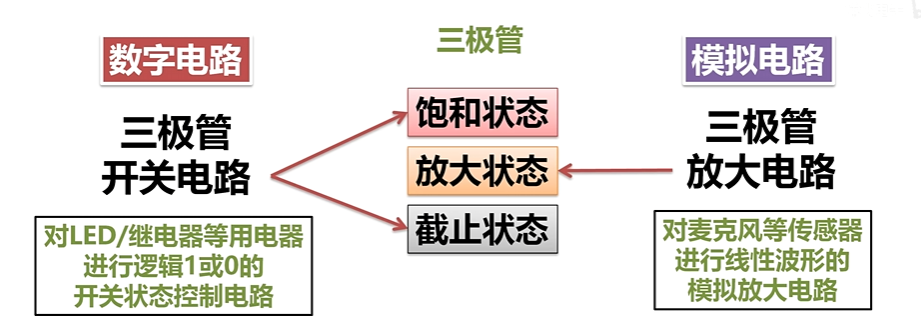 三极管
数字电路
三极管
开关电路
对LED/继电器等用电器
进行逻辑1或0的
开关状态控制电路
饱和状态
放大状态
截止状态
模拟电路
三极管
放大电路
对麦克风等传感器
进行线性波形的
模拟放大电路